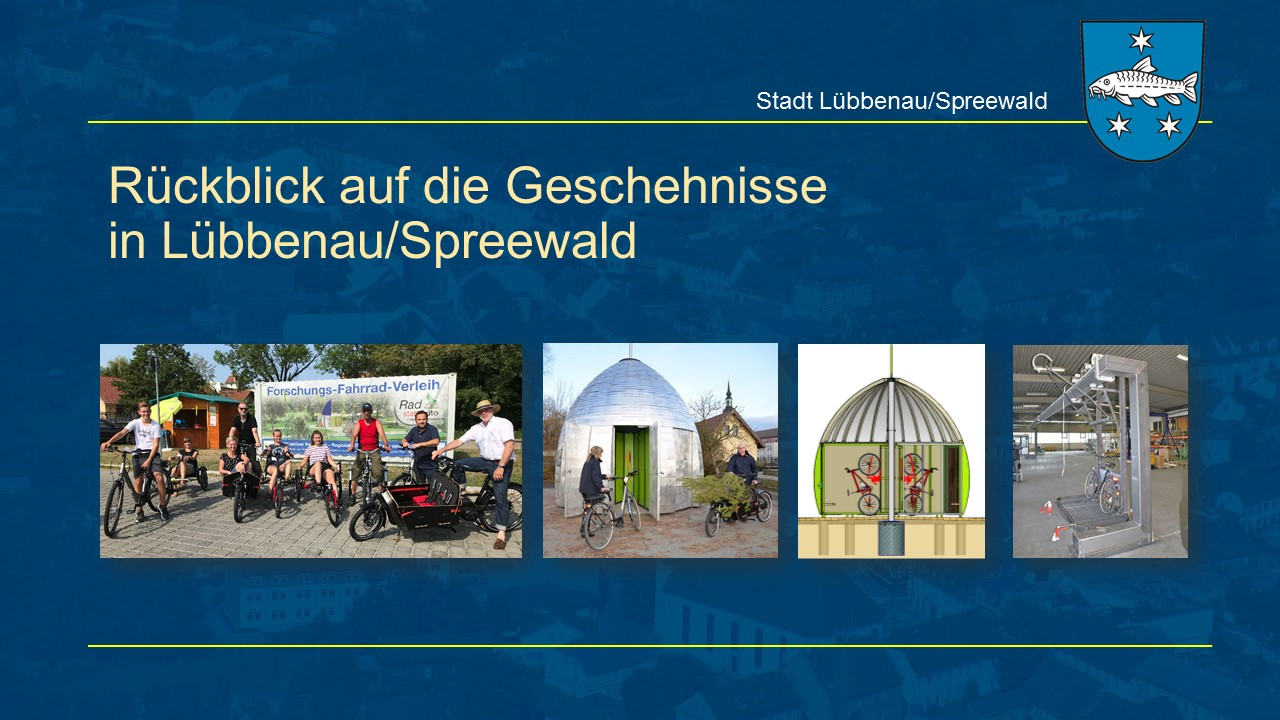 Stadt Lübbenau/Spreewald
Rückblick auf die Geschehnisse
in Lübbenau/Spreewald
Forschungs-Fahrrad-Verleih
Rad